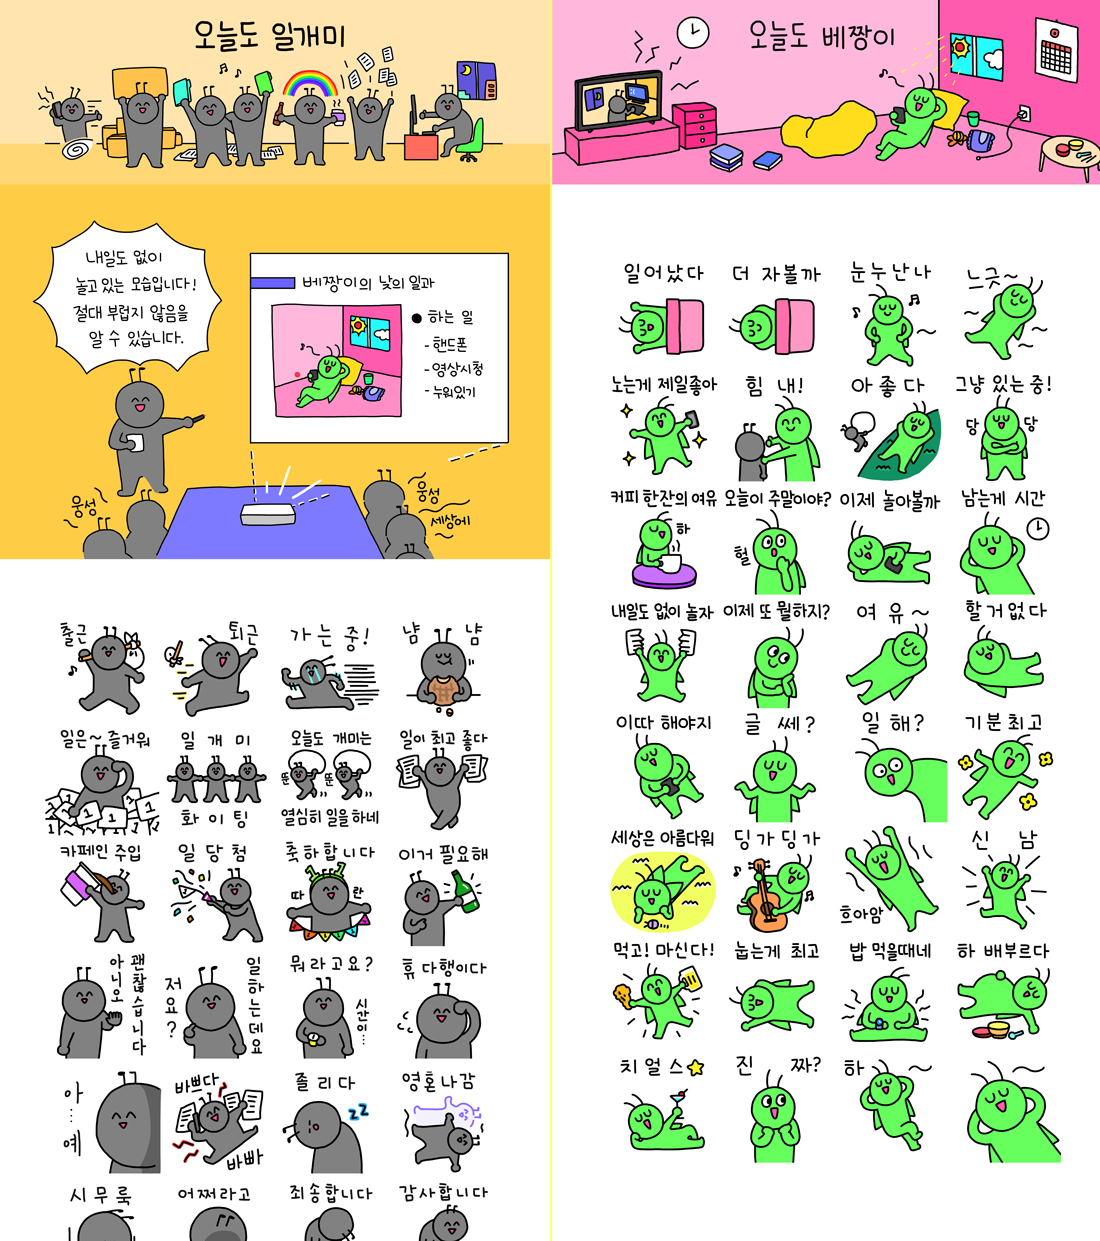 오늘도 일개미
내일도 없이
놀고 있는 모습입니다!
절대 부럽지 않음을
알 수 있습니다.
베짱이의 낮의 일과
● 하는 일
- 핸드폰
- 영상시청
- 누워있기
웅성
웅성
세상에
출근
퇴근
가는 중!
냠 냠
일은~ 즐거워
일개미
화이팅
오늘도 개미는
뚠 뚠
열심히 일을 하네
일이 최고 좋다
카페인 주입
일 당첨
축하합니다
따 란
이거 필요해
아니오
괜찮습니다
저요?
일하는데요
뭐라고요?
시간이...
휴 다행이다
아...예
바쁘다
바빠
졸리다
zz
영혼 나감
시무룩
어쩌라고
죄송합니다
감사합니다
오늘도 베짱이
일어났다
더 자볼까
눈누난나
느긋~
노는게 제일좋아
힘 내!
아 좋다
그냥 있는 중!
당 당
커피 한잔의 여유
하
오늘이 주말이야?
헐
이제 놀아볼까
남는게 시간
내일도 없이 놀자
이제 또 뭘하지?
여유~
할거없다
이따 해야지
글쎄?
일해?
기분최고
세상은 아름다워
딩가딩가
흐아암
신 남
먹고! 마신다!
눕는게 최고
밥 먹을때네
하 배부르다
치얼스
진 짜?
하